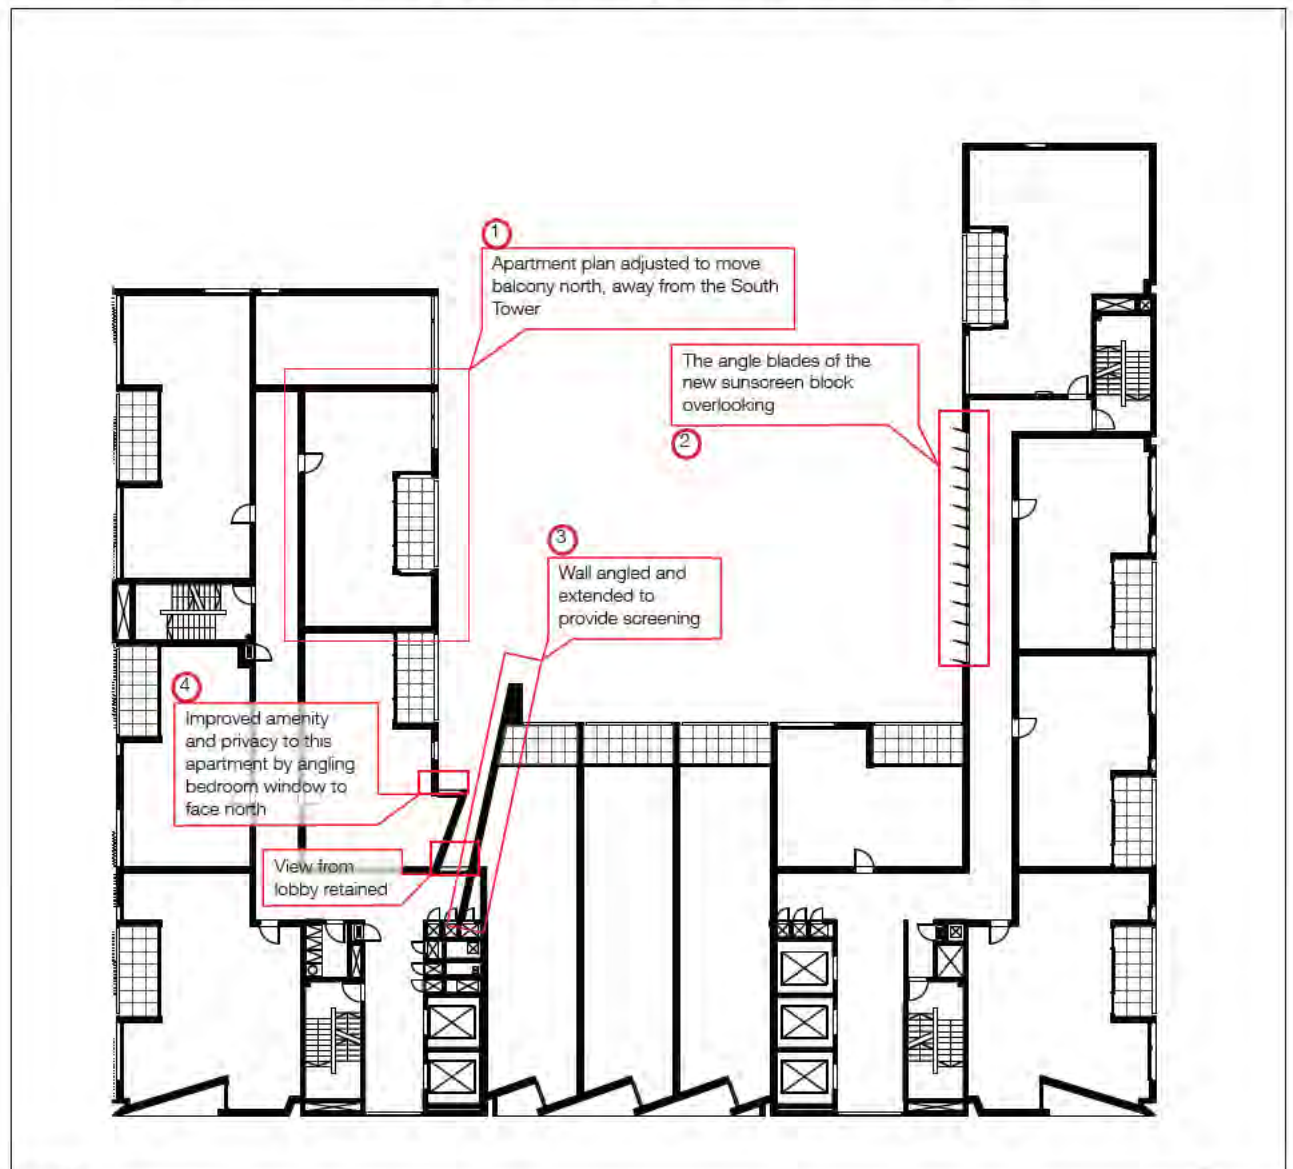 1
Apartment plan adjusted to move
balcony north, away from the South
Tower
The angle blades of the
new sunscreen block
overlooking
2
3
Wall angled and
extended to
provide screening
4
Improved amenity
and privacy to this
apartment by angling
bedroom window to
face north
View from
lobby retained